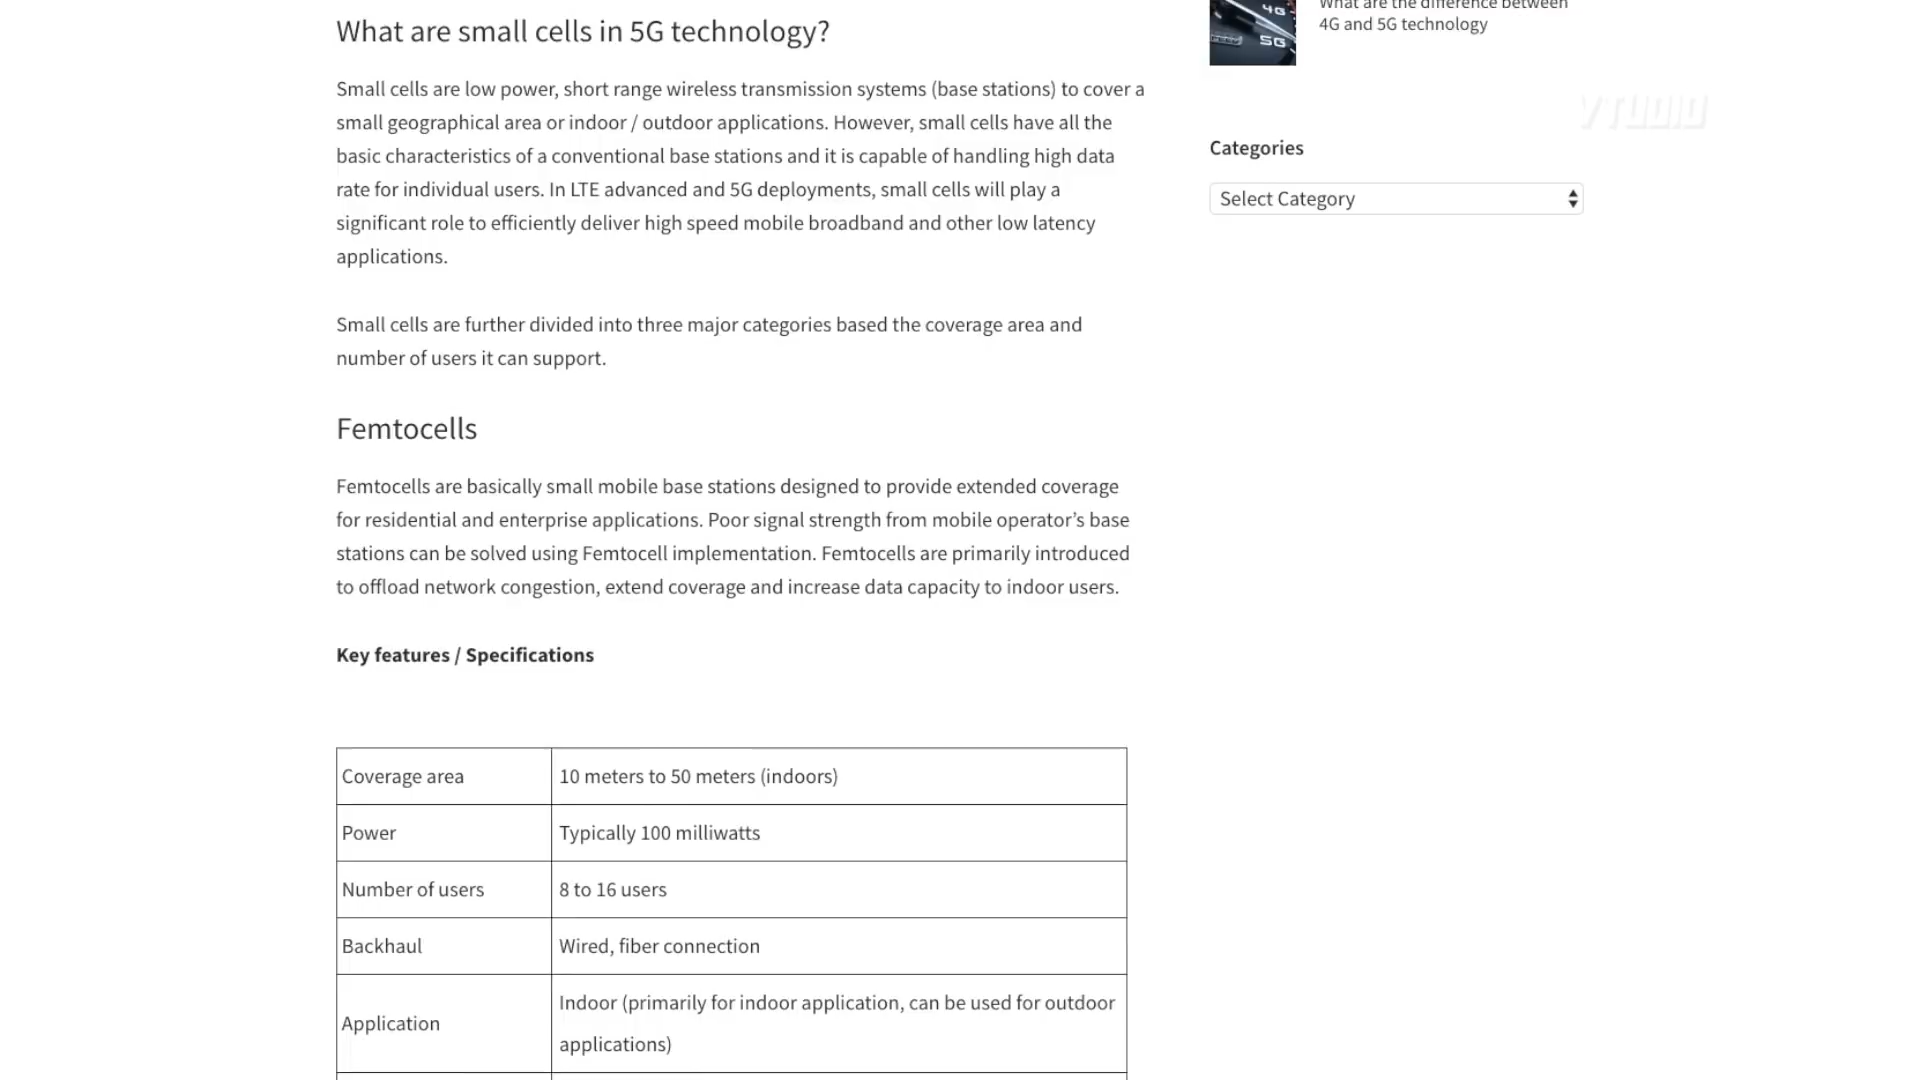 What are small cells in 5G technology?
Small cells are low power, short range wireless transmission systems (base stations) to cover a
small geographical area or indoor / outdoor applications. However, small cells have all the
basic characteristics of a conventional base stations and it is capable of handling high data
rate for individual users. In LTE advanced and 5G deployments, small cells will play a
significant role to efficiently deliver high speed mobile broadband and other low latency
applications.
Small cells are further divided into three major categories based the coverage area and
number of users it can support.
Femtocells
Femtocells are basically small mobile base stations designed to provide extended coverage
for residential and enterprise applications. Poor signal strength from mobile operator’s base
stations can be solved using Femtocell implementation. Femtocells are primarily introduced
to offload network congestion, extend coverage and increase data capacity to indoor users.
Key features / Specifications
Coverage area
10 meters to 50 meters (indoors)
Power
Typically 100 milliwatts
Number of users
8 to 16 users
Backhaul
Wired, fiber connection
Application
Indoor (primarily for indoor application, can be used for outdoor
applications)
4G
5G
What are the difference between
4G and 5G technology
VTUDIO
Categories
Select Category